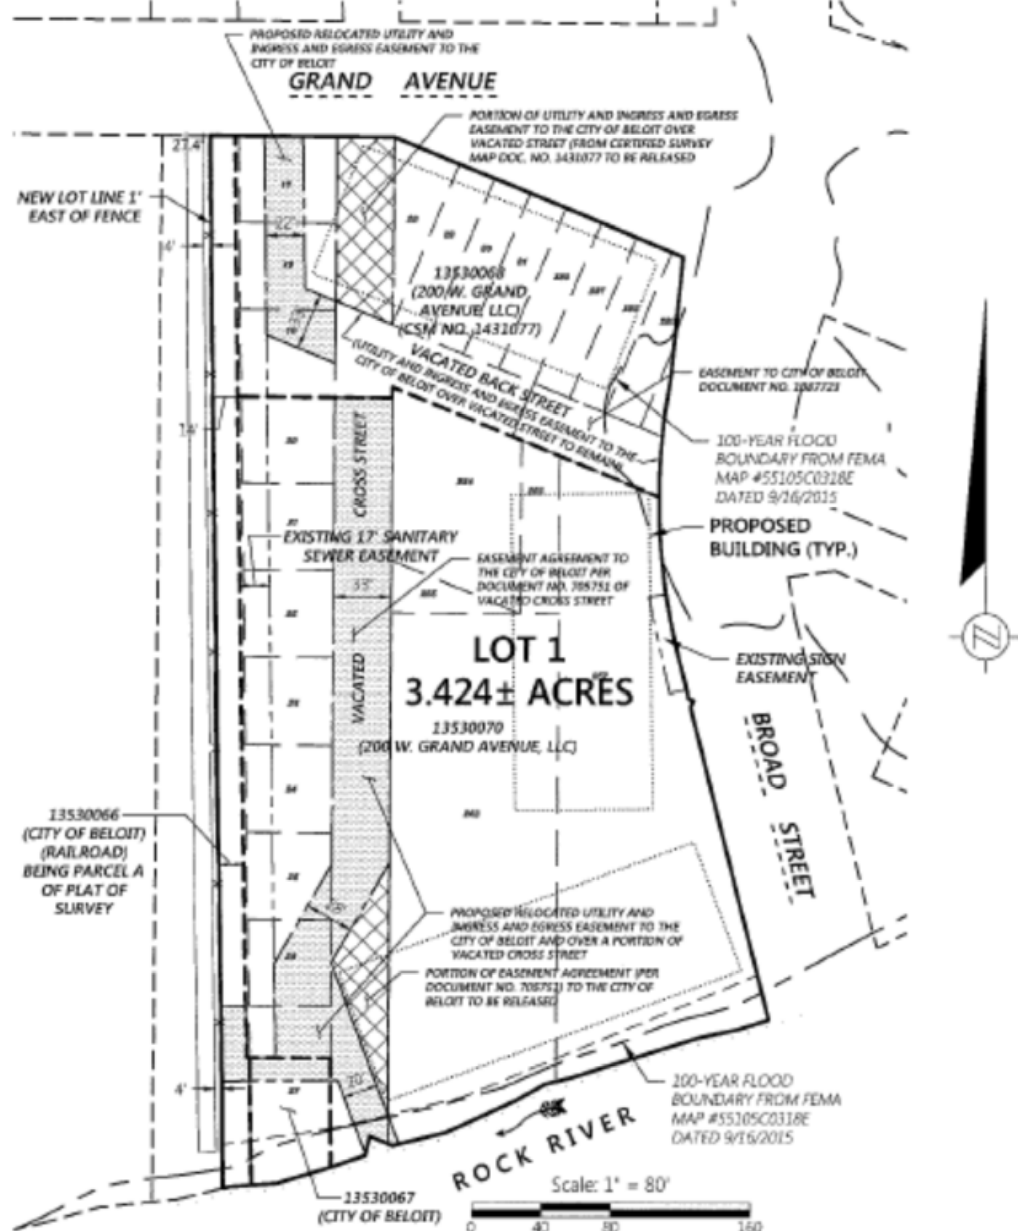 PROPOSED RELOCATED UTILITY AND
INGRESS AND EGRESS EASEMENT TO THE
CITY OF BELOIT
GRAND AVENUE
PORTION OF UTILITY AND INGRESS AND EGRESS
EASEMENT TO THE CITY OF BELOIT OVER
VACATED STREET (FROM CERTIFIED SURVEY
MAP DOC. NO. 1431077 TO BE RELEASED
27.4'
NEW LOT LINE 1'
EAST OF FENCE
22'
4'
13530068
(200 W. GRAND
AVENUE, LLC)
(CSM NO. 1431077)
VACATED BACK STREET
(UTILITY AND INGRESS AND EGRESS EASEMENT TO THE
CITY OF BELOIT OVER VACATED STREET TO REMAIN)
EASEMENT TO CITY OF BELOIT
DOCUMENT NO.
14'
CROSS STREET
100-YEAR FLOOD
BOUNDARY FROM FEMA
MAP #55105C0318E
DATED 9/16/2015
PROPOSED
BUILDING (TYP.)
EXISTING 17' SANITARY
SEWER EASEMENT
EASEMENT AGREEMENT TO
THE CITY OF BELOIT PER
DOCUMENT NO. 705751 OF
VACATED CROSS STREET
33'
LOT 1
3.424± ACRES
EXISTING SIGN
EASEMENT
VACATED
13530070
(200 W. GRAND AVENUE, LLC)
BROAD STREET
13530066
(CITY OF BELOIT)
(RAILROAD)
BEING PARCEL A
OF PLAT OF
SURVEY
PROPOSED RELOCATED UTILITY AND
INGRESS AND EGRESS EASEMENT TO THE
CITY OF BELOIT AND OVER A PORTION OF
VACATED CROSS STREET
PORTION OF EASEMENT AGREEMENT (PER
DOCUMENT NO. 705751) TO THE CITY OF
BELOIT TO BE RELEASED
4'
100-YEAR FLOOD
BOUNDARY FROM FEMA
MAP #55105C0318E
DATED 9/16/2015
ROCK RIVER
13530067
(CITY OF BELOIT)
Scale: 1" = 80'
0 40 80 160